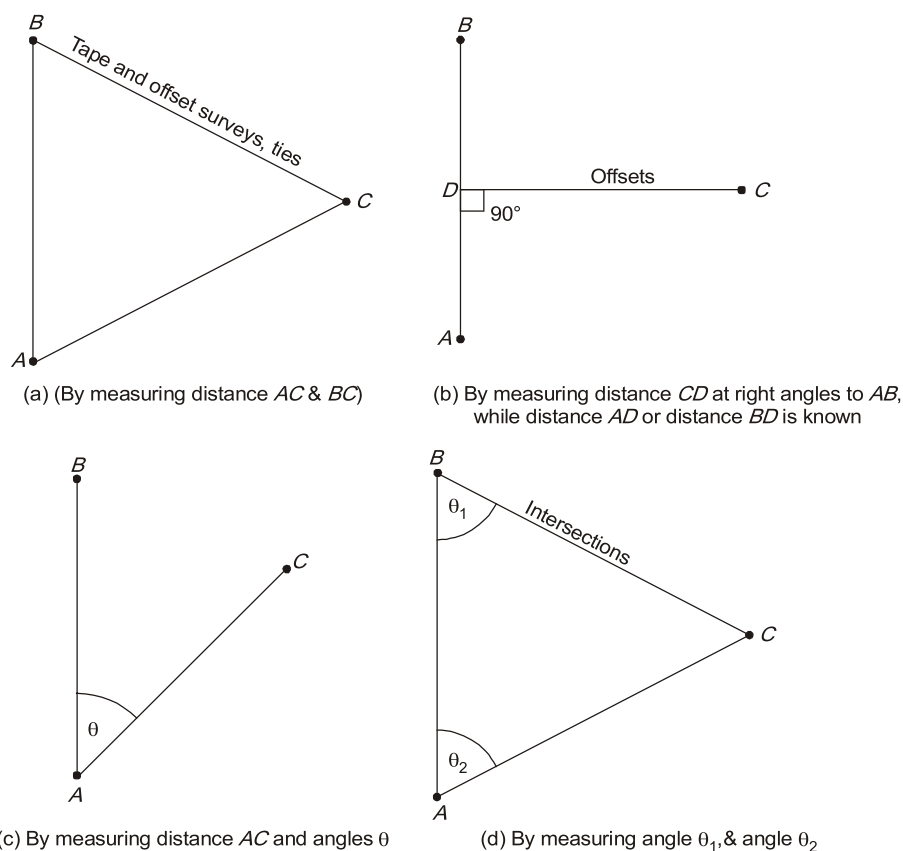 B
Tape and offset surveys, ties
C
A
(a) (By measuring distance AC & BC)
B
D
Offsets
C
90°
A
(b) By measuring distance CD at right angles to AB,
while distance AD or distance BD is known
B
C
θ
A
(c) By measuring distance AC and angles θ
B
θ1
Intersections
C
θ2
A
(d) By measuring angle θ1,& angle θ2